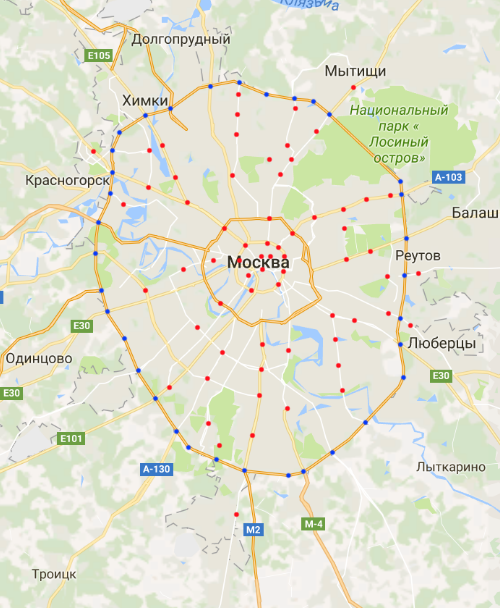 Клязьма
Долгопрудный
E105
Мытищи
Химки
Национальный
парк «
Лосиный
остров»
Красногорск
A-103
Балаш
Москва
Реутов
E30
Одинцово
Люберцы
E30
E30
E101
A-130
Лыткарино
M2
M-4
Троицк